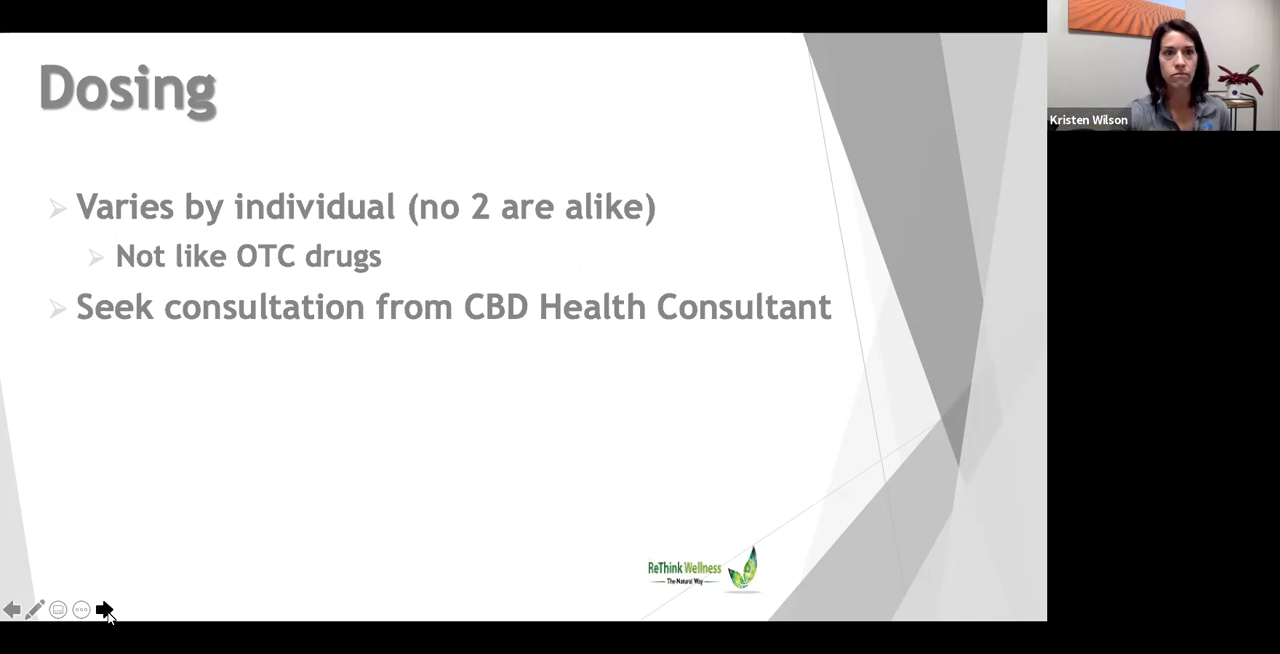 Dosing
Varies by individual (no 2 are alike)
Not like OTC drugs
Seek consultation from CBD Health Consultant
ReThink Wellness
The Natural Way
Kristen Wilson